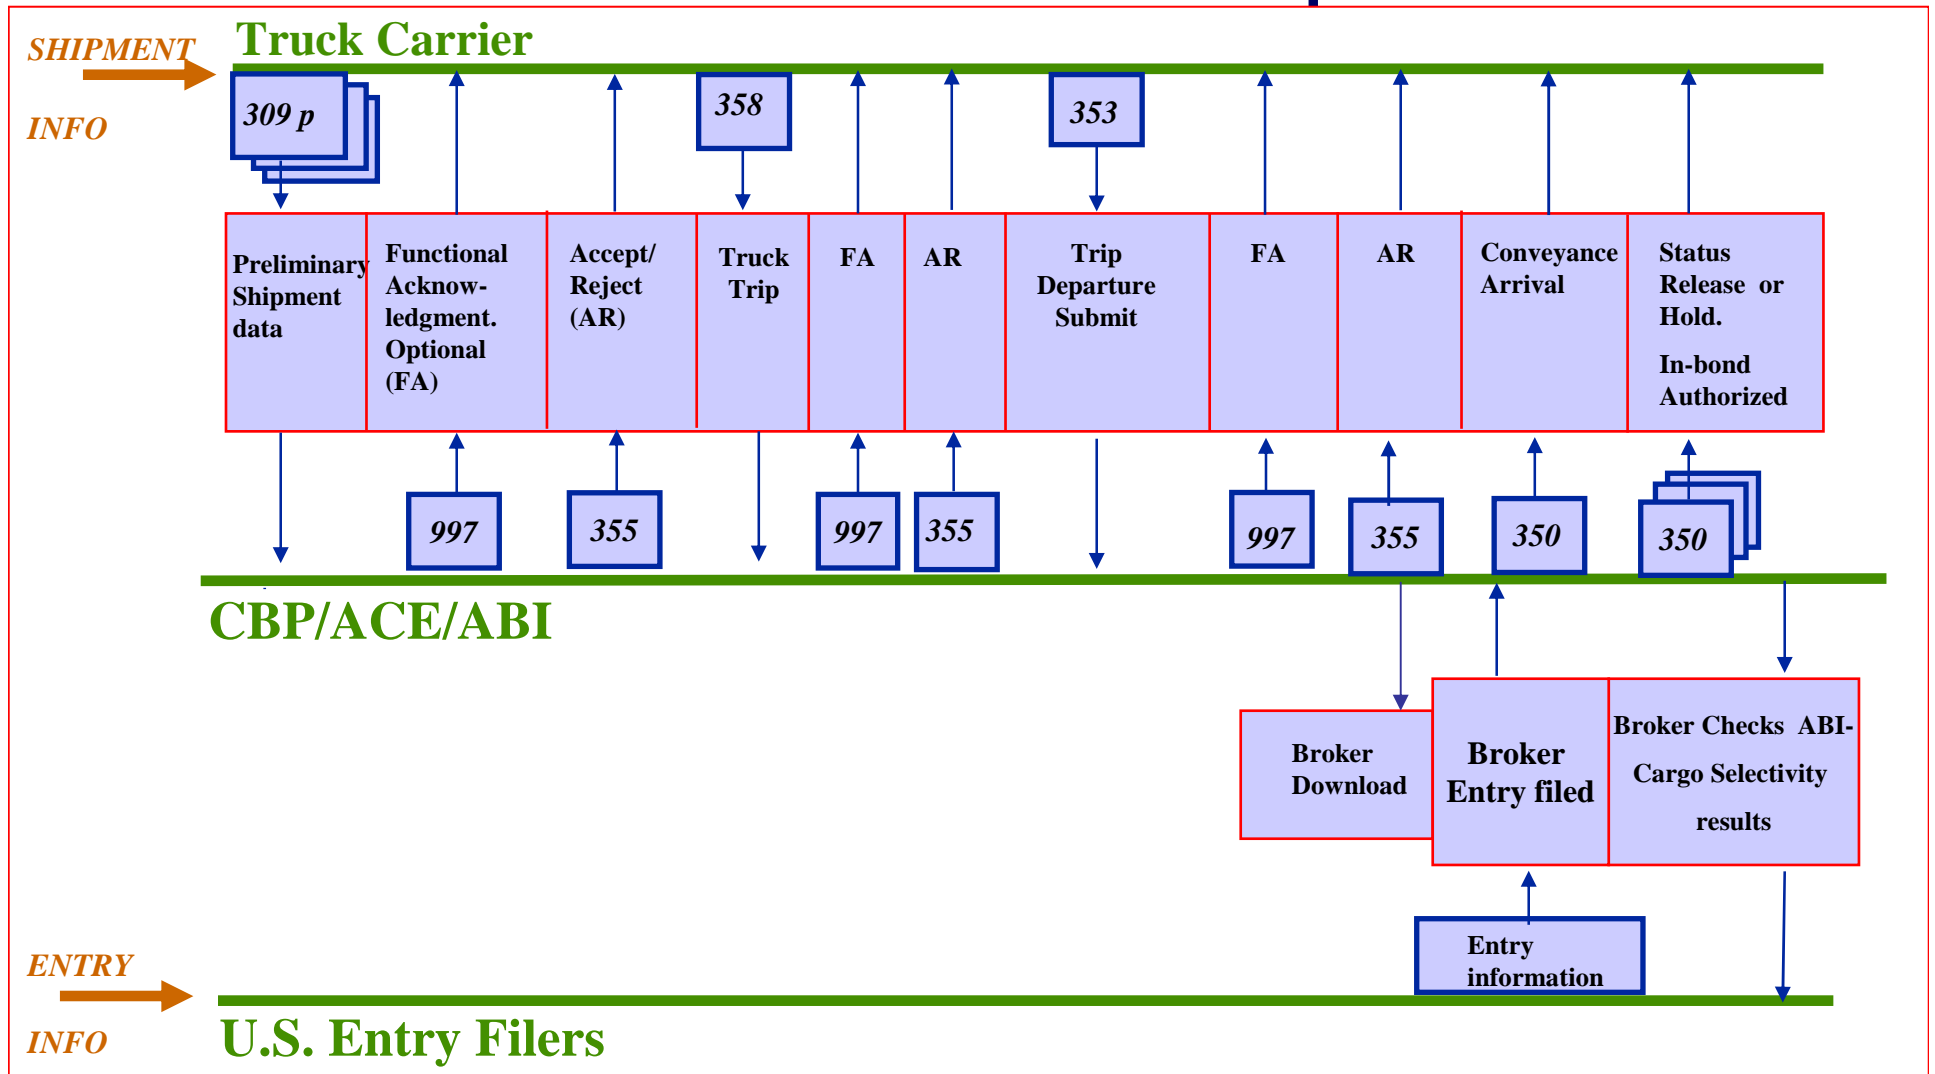 SHIPMENT
INFO
Truck Carrier
309 p
358
353
Preliminary
Shipment
data
Functional
Acknow-
ledgment.
Optional
(FA)
Accept/
Reject
(AR)
Truck
Trip
FA
AR
Trip
Departure
Submit
FA
AR
Conveyance
Arrival
Status
Release or
Hold.
In-bond
Authorized
997
355
997
355
997
355
350
350
CBP/ACE/ABI
Broker
Download
Broker
Entry filed
Broker Checks ABI-
Cargo Selectivity
results
Entry
information
ENTRY
INFO
U.S. Entry Filers